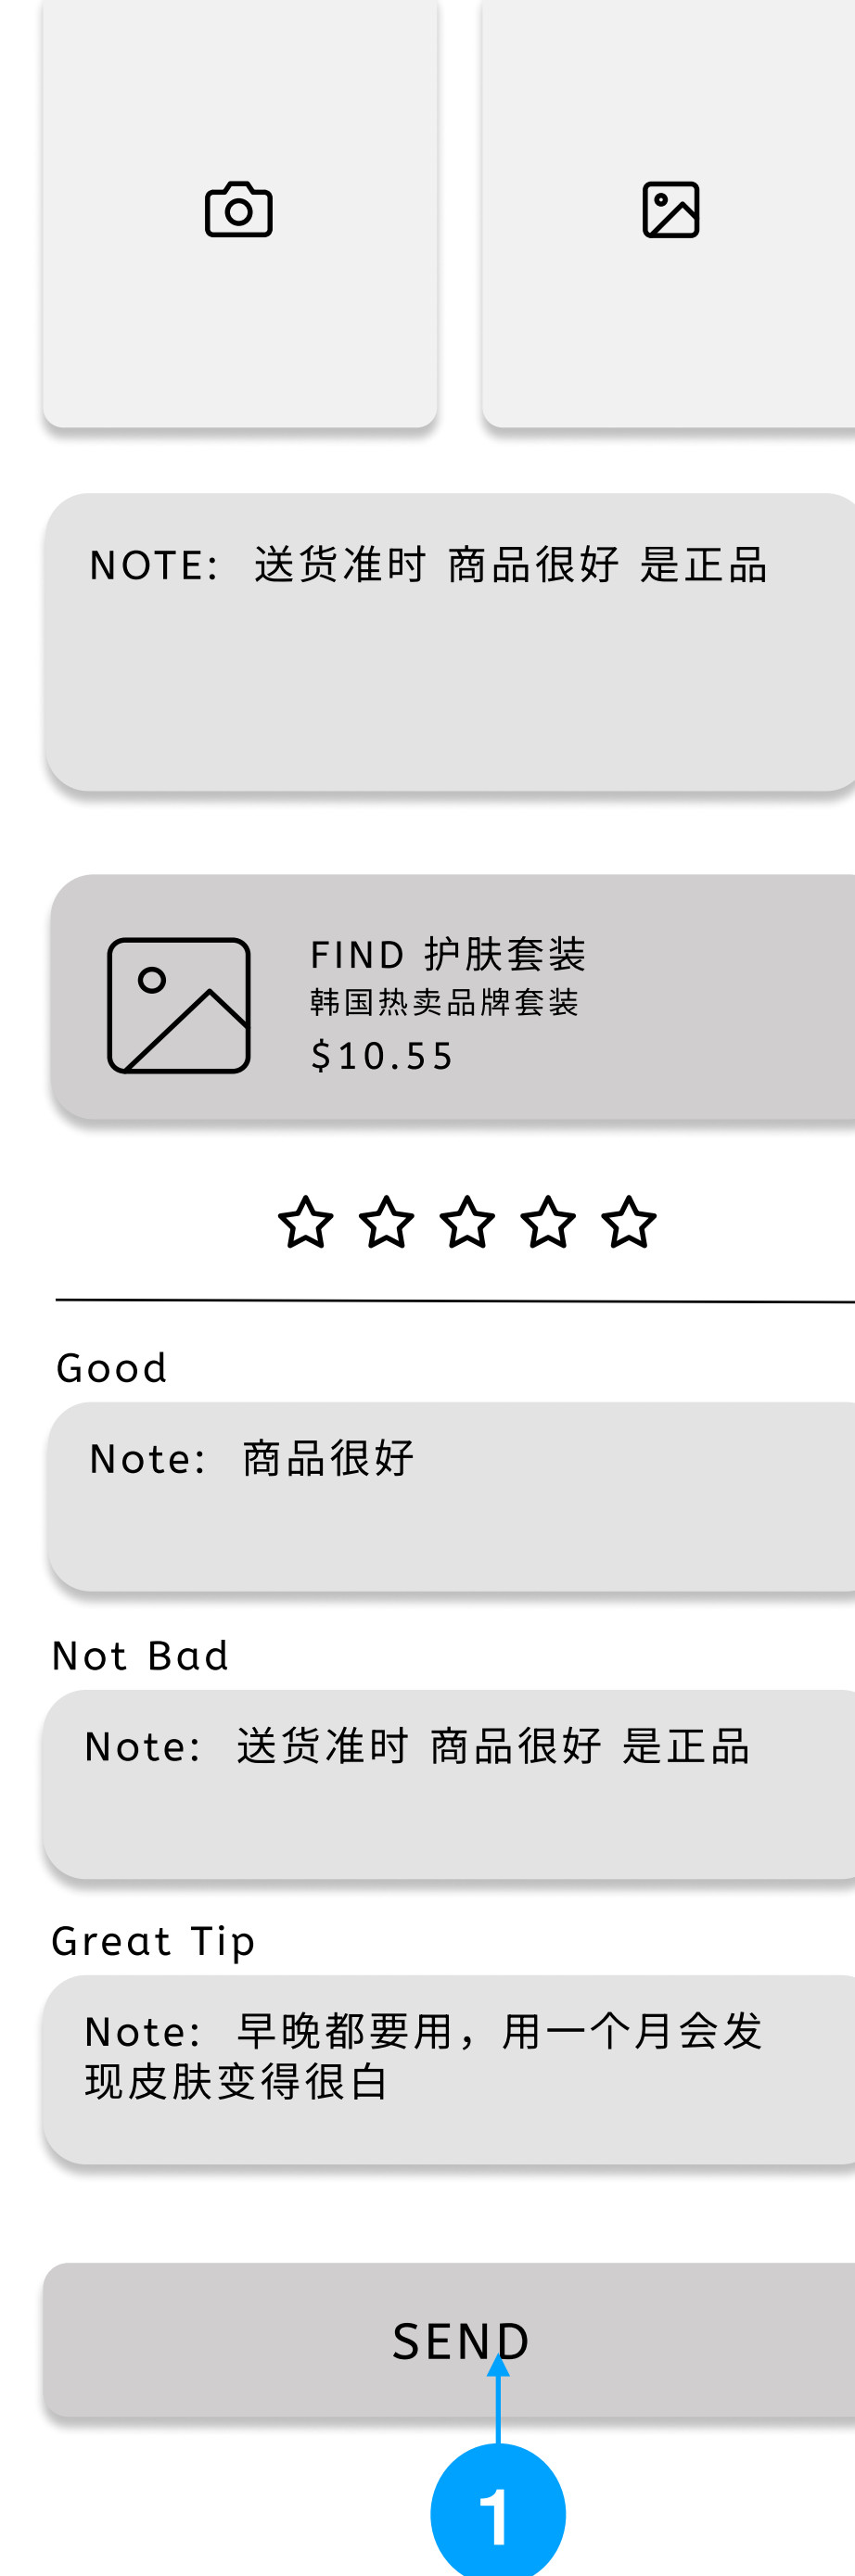 NOTE: 送货准时 商品很好 是正品
FIND 护肤套装
韩国热卖品牌套装
$10.55
Good
Note: 商品很好
Not Bad
Note: 送货准时 商品很好 是正品
Great Tip
Note: 早晚都要用，用一个月会发
现皮肤变得很白
SEND
1